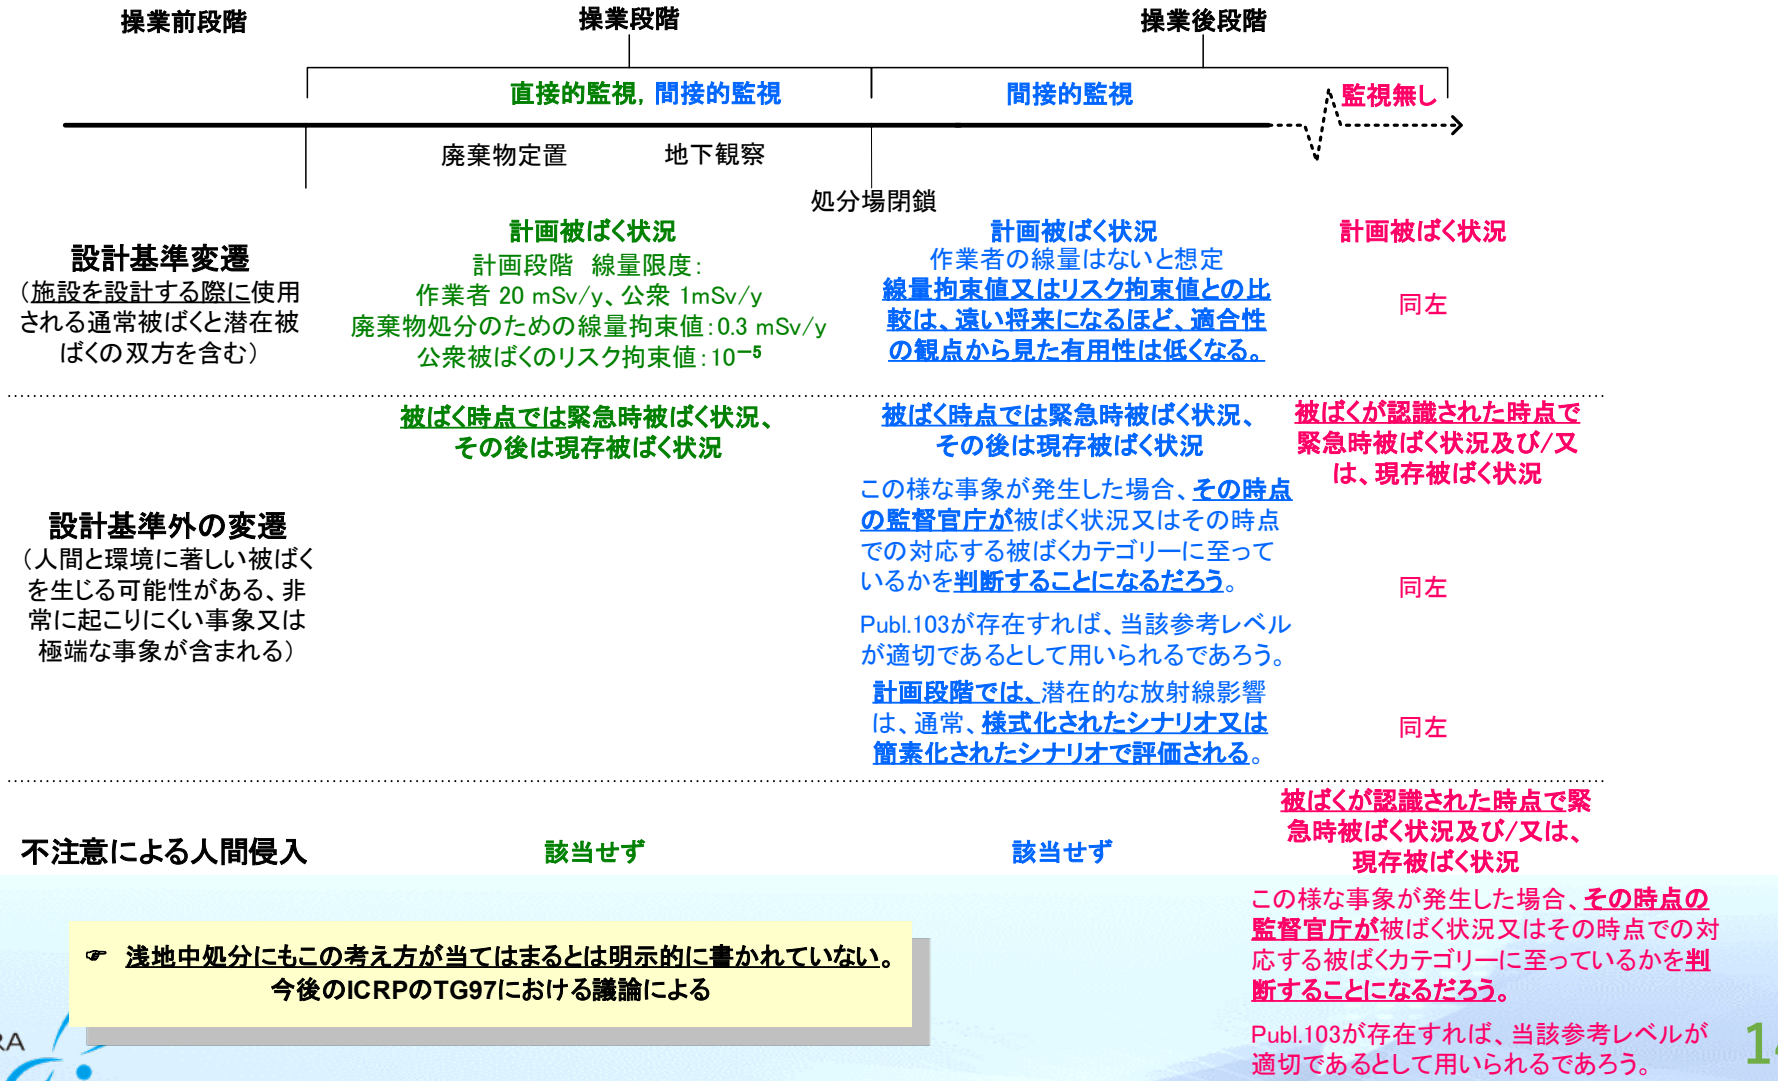 操業前段階
操業段階
操業後段階
直接的監視, 間接的監視
間接的監視
監視無し
廃棄物定置
地下観察
処分場閉鎖
設計基準変遷
（施設を設計する際に使用
される通常被ばくと潜在被
ばくの双方を含む）
計画被ばく状況
計画段階　線量限度：
作業者 20 mSv/y、公衆 1mSv/y
廃棄物処分のための線量拘束値：0.3 mSv/y
公衆被ばくのリスク拘束値：10−5
計画被ばく状況
作業者の線量はないと想定
線量拘束値又はリスク拘束値との比
較は、遠い将来になるほど、適合性
の観点から見た有用性は低くなる。
計画被ばく状況
同左
設計基準外の変遷
（人間と環境に著しい被ばく
を生じる可能性がある、非
常に起こりにくい事象又は
極端な事象が含まれる）
被ばく時点では緊急時被ばく状況、
その後は現存被ばく状況
被ばく時点では緊急時被ばく状況、
その後は現存被ばく状況
この様な事象が発生した場合、その時点
の監督官庁が被ばく状況又はその時点
での対応する被ばくカテゴリーに至って
いるかを判断することになるだろう。
Publ.103が存在すれば、当該参考レベル
が適切であるとして用いられるであろう。
計画段階では、潜在的な放射線影響
は、通常、様式化されたシナリオ又は
簡素化されたシナリオで評価される。
被ばくが認識された時点で
緊急時被ばく状況及び/又
は、現存被ばく状況
同左
同左
不注意による人間侵入
該当せず
該当せず
被ばくが認識された時点で緊
急時被ばく状況及び/又は、
現存被ばく状況
この様な事象が発生した場合、その時点の
監督官庁が被ばく状況又はその時点での対
応する被ばくカテゴリーに至っているかを判
断することになるだろう。
Publ.103が存在すれば、当該参考レベルが
適切であるとして用いられるであろう。
☞ 浅地中処分にもこの考え方が当てはまるとは明示的に書かれていない。
今後のICRPのTG97における議論による
RA
14